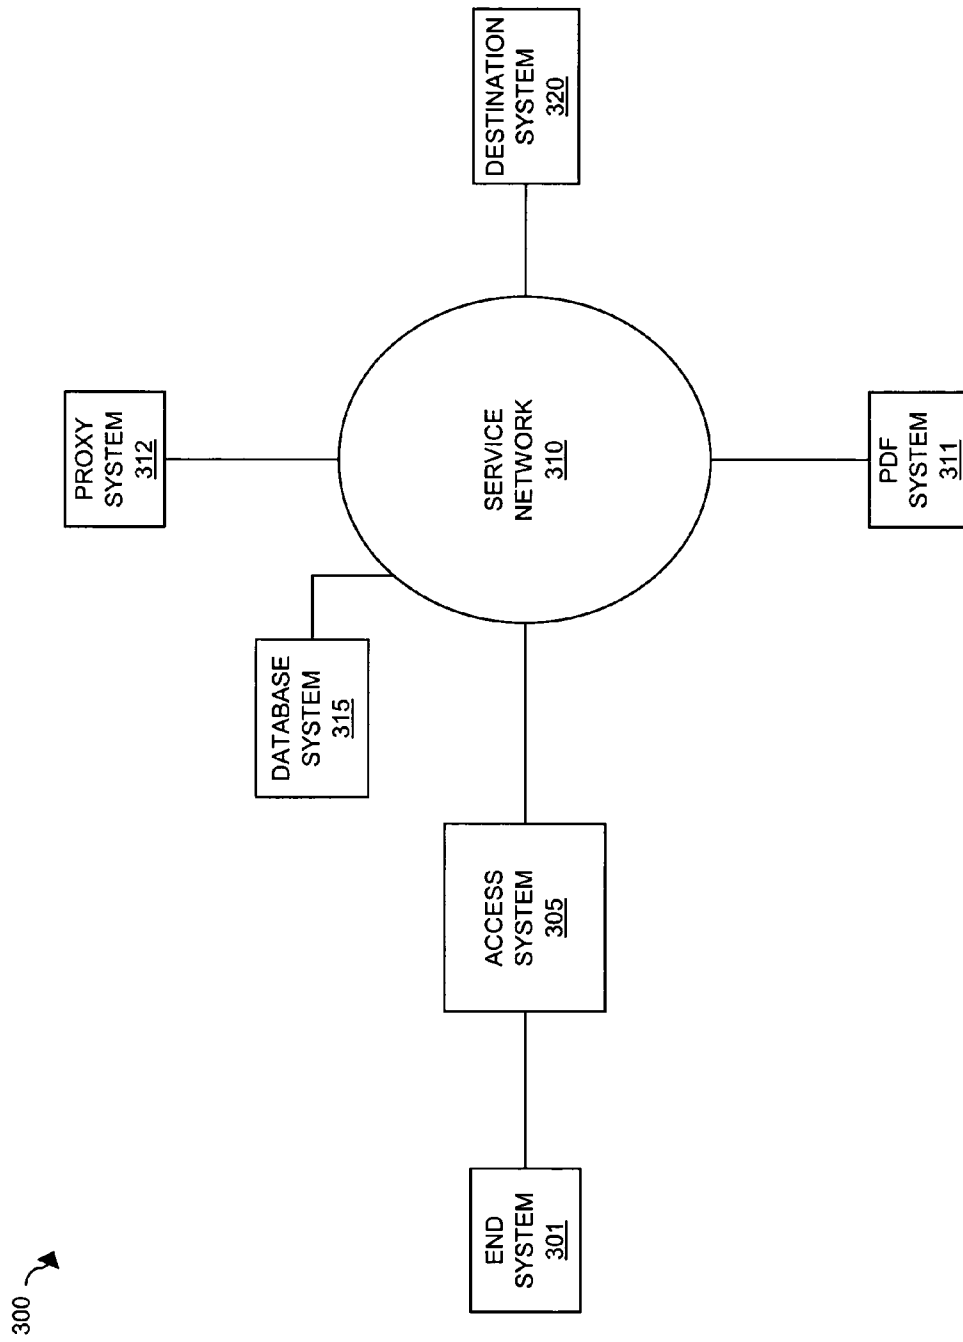 300
PROXY
SYSTEM
312
DATABASE
SYSTEM
315
END
SYSTEM
301
ACCESS
SYSTEM
305
SERVICE
NETWORK
310
DESTINATION
SYSTEM
320
PDF
SYSTEM
311